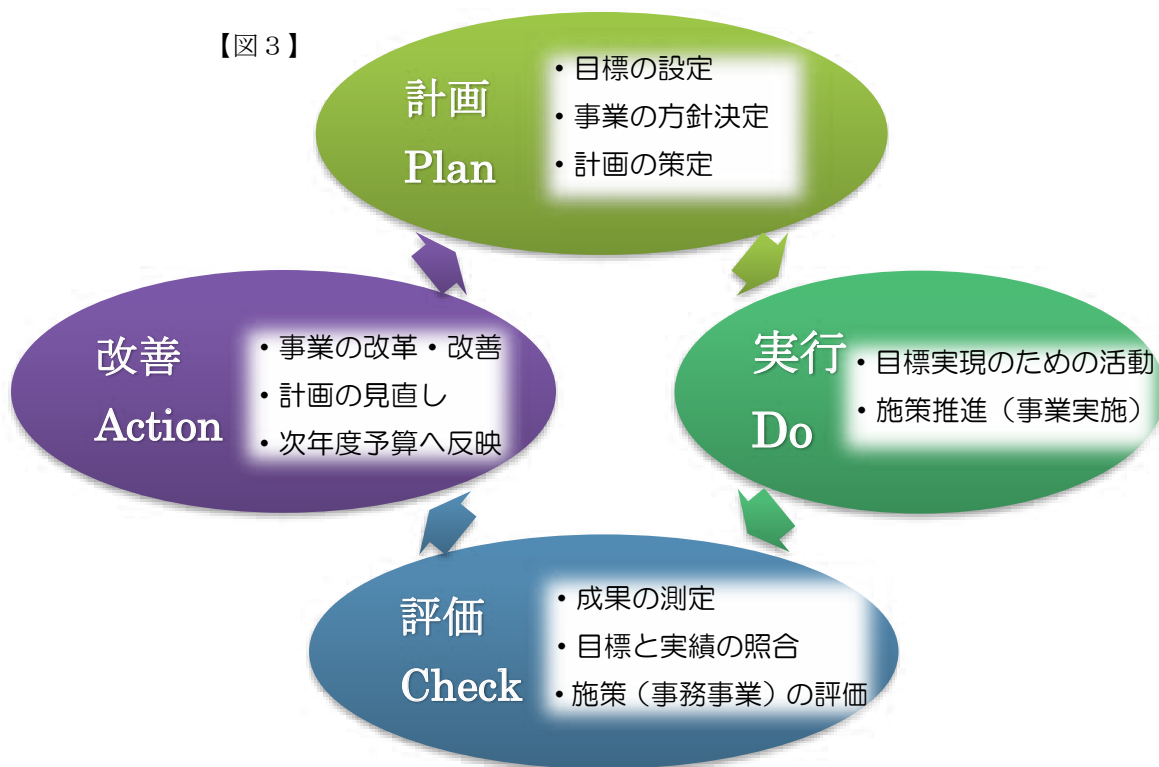 【図３】
計画
Plan
・目標の設定
・事業の方針決定
・計画の策定
改善
Action
・事業の改革・改善
・計画の見直し
・次年度予算へ反映
実行
Do
・目標実現のための活動
・施策推進（事業実施）
評価
Check
・成果の測定
・目標と実績の照合
・施策（事務事業）の評価